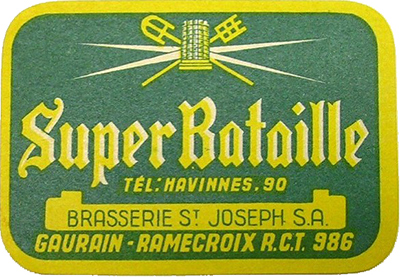 Super Bataille
TÉL: HAVINNES. 90
BRASSERIE ST JOSEPH S.A.
GAURAIN - RAMECROIX R.C.T. 986